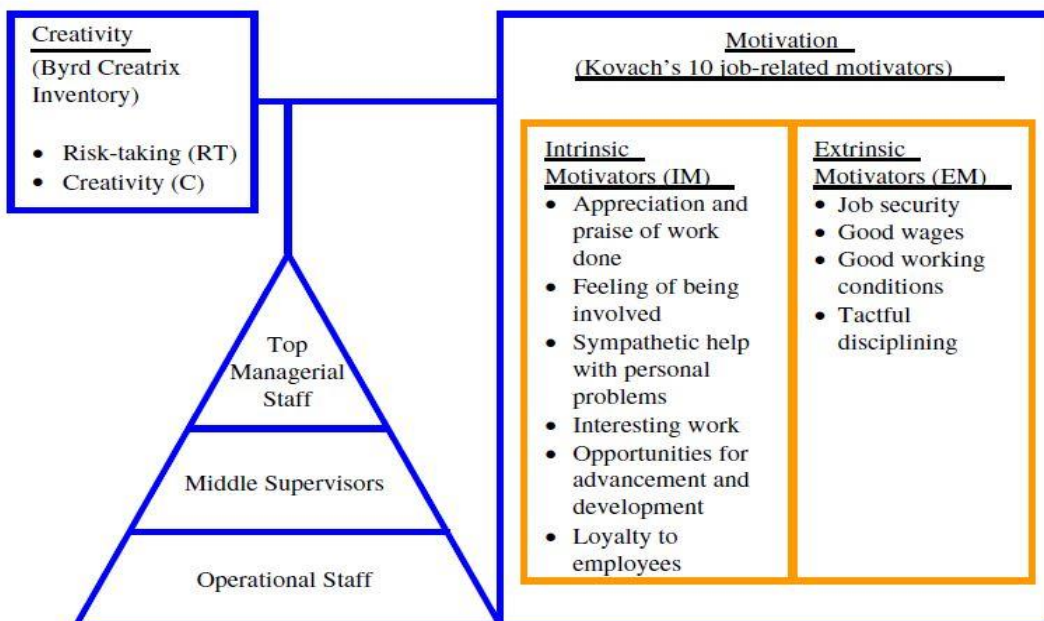 Creativity
(Byrd Creatrix
Inventory)
• Risk-taking (RT)
• Creativity (C)
Top
Managerial
Staff
Middle Supervisors
Operational Staff
Motivation
(Kovach's 10 job-related motivators)
Intrinsic
Motivators (IM)
• Appreciation and
praise of work
done
• Feeling of being
involved
• Sympathetic help
with personal
problems
• Interesting work
• Opportunities for
advancement and
development
• Loyalty to
employees
Extrinsic
Motivators (EM)
• Job security
• Good wages
• Good working
conditions
• Tactful
disciplining